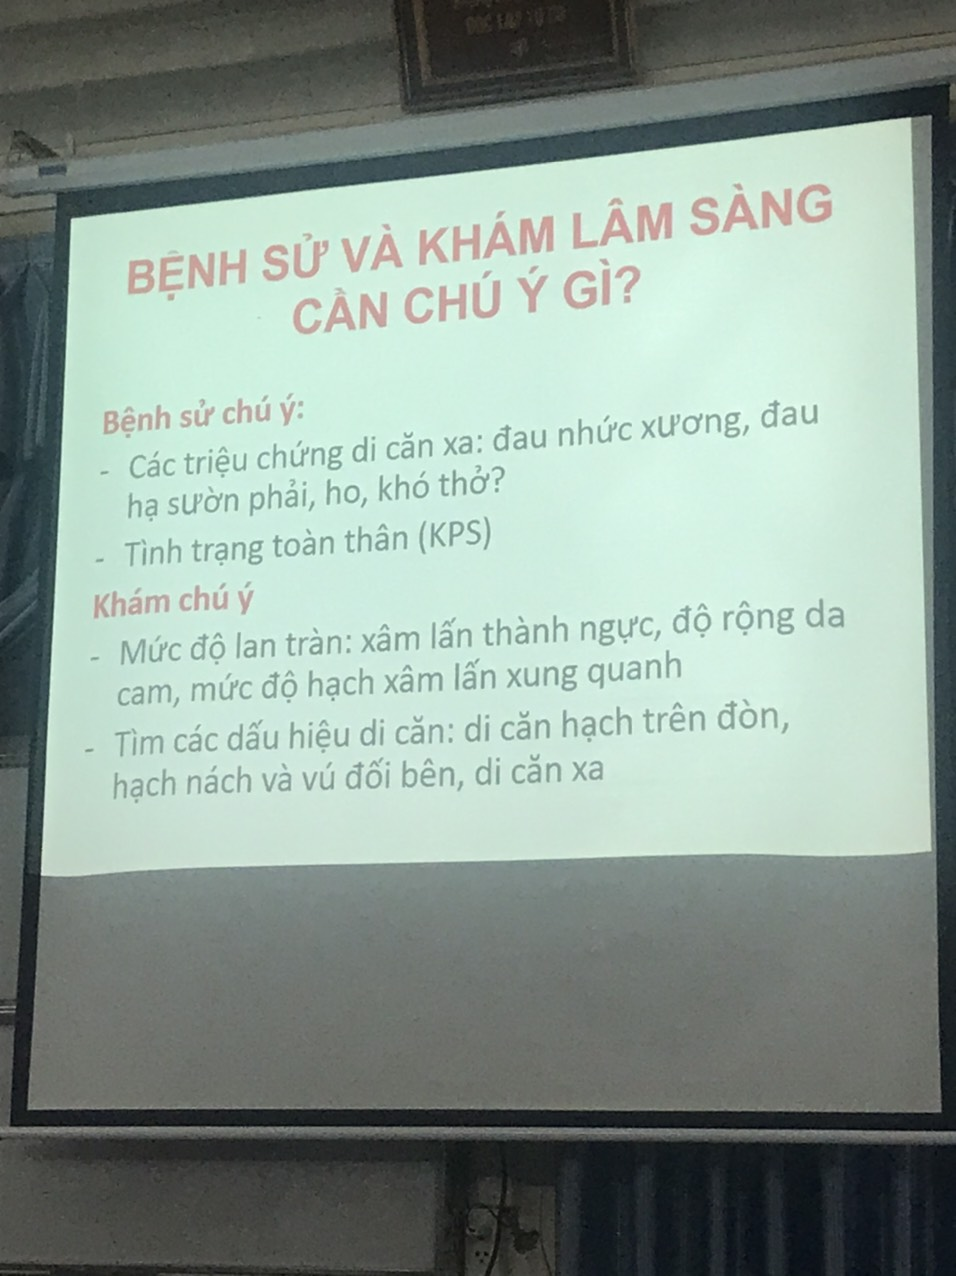 BỆNH SỬ VÀ KHÁM LÂM SÀNG
CẦN CHÚ Ý GÌ?
Bệnh sử chú ý:
- Các triệu chứng di căn xa: đau nhức xương, đau
hạ sườn phải, ho, khó thở?
- Tình trạng toàn thân (KPS)
Khám chú ý
- Mức độ lan tràn: xâm lấn thành ngực, độ rộng da
cam, mức độ hạch xâm lấn xung quanh
- Tìm các dấu hiệu di căn: di căn hạch trên đòn,
hạch nách và vú đối bên, di căn xa